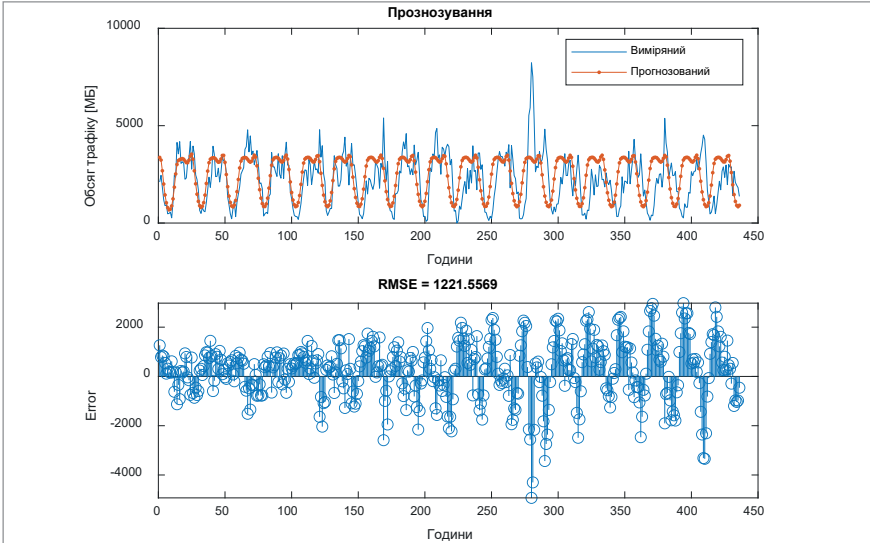 Прознозування
10000
5000
0
Обсяг трафіку [МБ]
Виміряний
Прогнозований
0 50 100 150 200 250 300 350 400 450
Години
RMSE = 1221.5569
2000
0
-2000
-4000
Error
0 50 100 150 200 250 300 350 400 450
Години